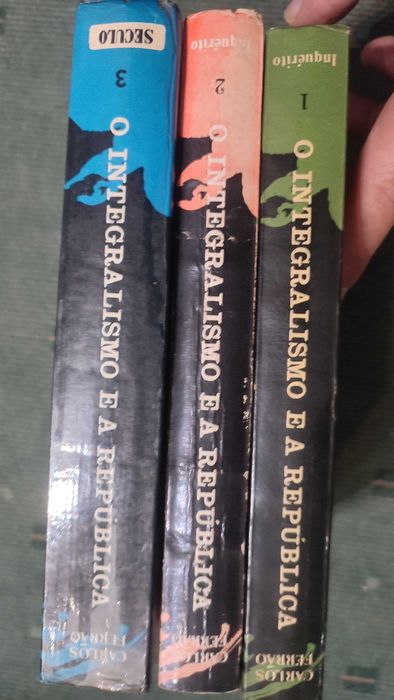 SECULO
3
O INTEGRALISMO E A REPÚBLICA
CARLOS
FERRÃO
Inquérito
2
O INTEGRALISMO E A REPÚBLICA
CARLOS
FERRÃO
Inquérito
1
O INTEGRALISMO E A REPÚBLICA
CARLOS
FERRÃO